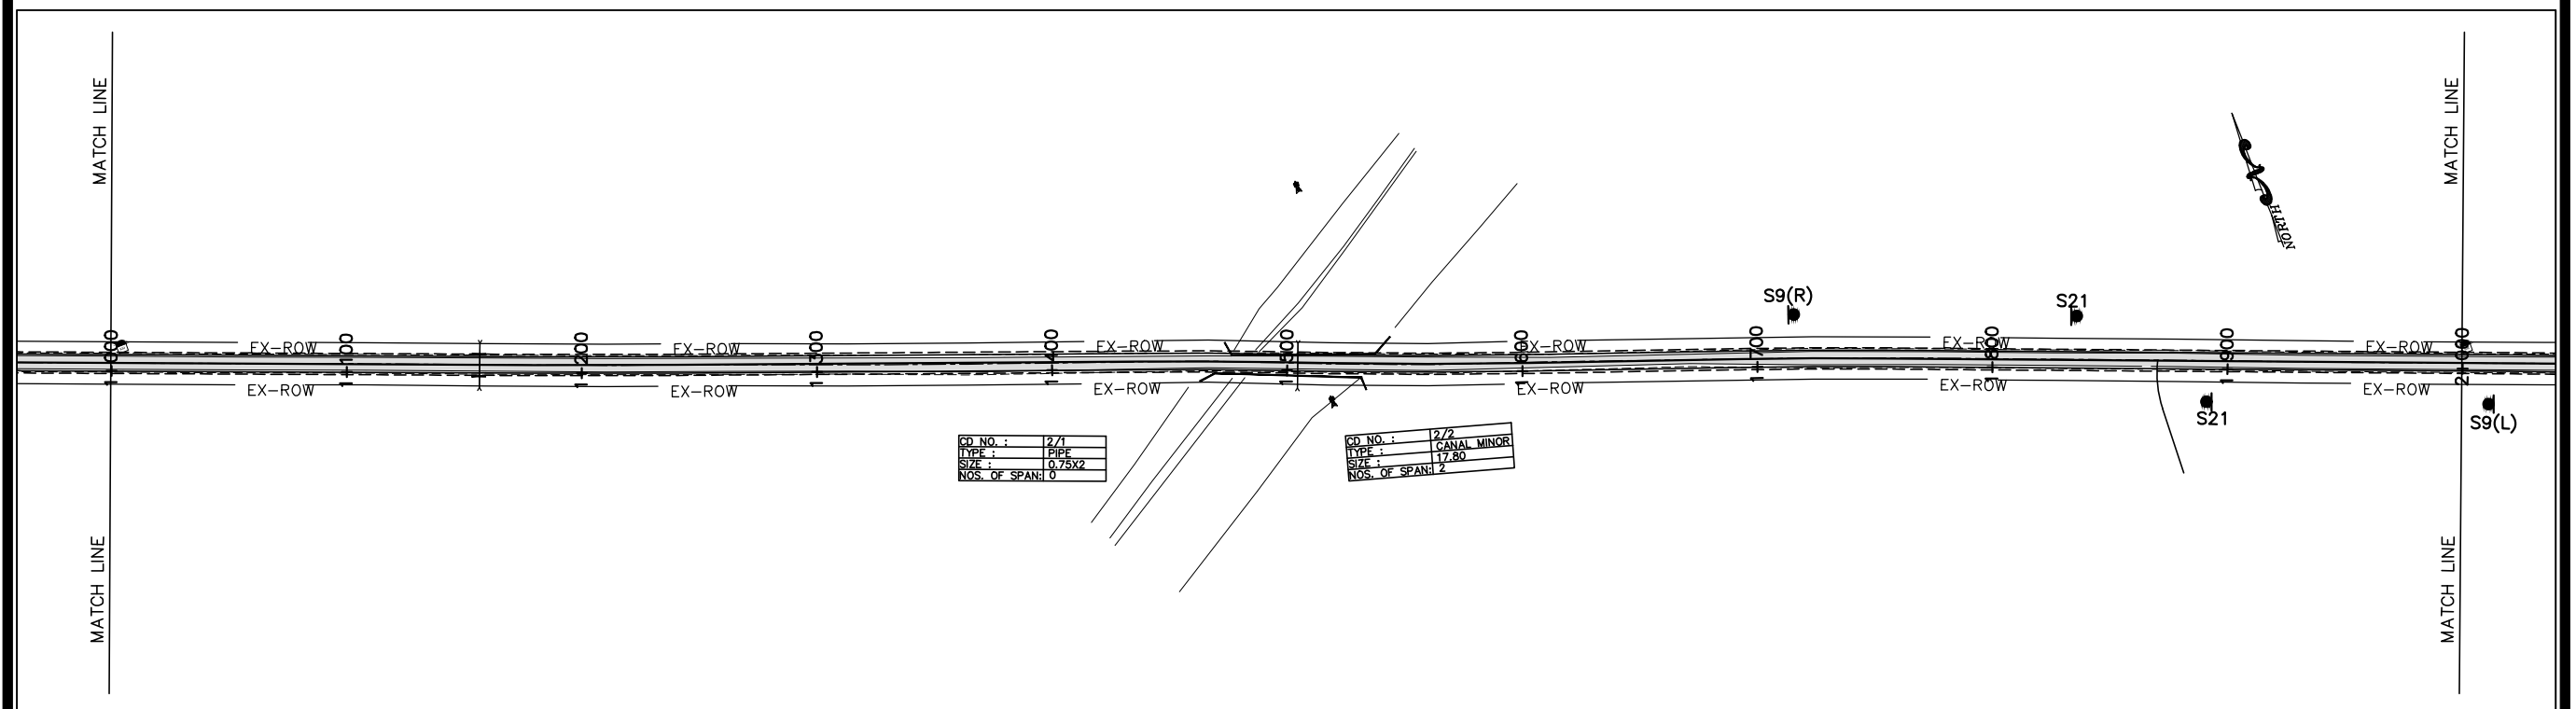 MATCH LINE
MATCH LINE
NORTH
S9(R)
S21
1+000
1+100
1+200
1+300
1+400
1+500
1+600
1+700
1+800
1+900
2+000
EX-ROW
EX-ROW
EX-ROW
EX-ROW
EX-ROW
EX-ROW
EX-ROW
EX-ROW
EX-ROW
EX-ROW
EX-ROW
EX-ROW
S21
S9(L)
CD NO. : 2/1
TYPE : PIPE
SIZE : 0.75X2
NOS. OF SPAN: 0
CD NO. : 2/2
TYPE : CANAL MINOR
SIZE : 17.80
NOS. OF SPAN: 2
MATCH LINE
MATCH LINE